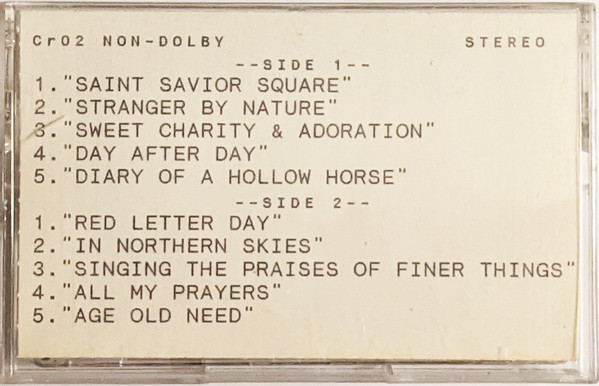 CrO2 NON-DOLBY STEREO
--SIDE 1--
1."SAINT SAVIOR SQUARE"
2."STRANGER BY NATURE"
3."SWEET CHARITY & ADORATION"
4."DAY AFTER DAY"
5."DIARY OF A HOLLOW HORSE"
--SIDE 2--
1."RED LETTER DAY"
2."IN NORTHERN SKIES"
3."SINGING THE PRAISES OF FINER THINGS"
4."ALL MY PRAYERS"
5."AGE OLD NEED"